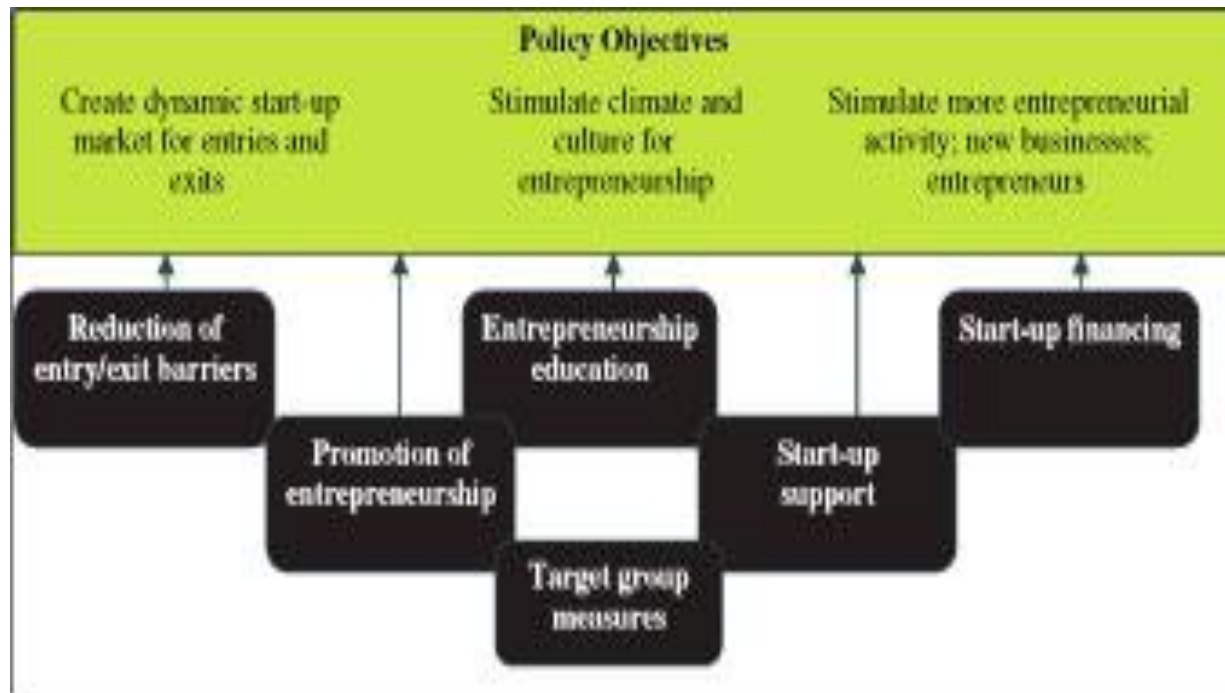 Policy Objectives
Create dynamic start-up
market for entries and
exits
Stimulate climate and
culture for
entrepreneurship
Stimulate more entrepreneurial
activity; new businesses;
entrepreneurs
Reduction of
entry/exit barriers
Entrepreneurship
education
Start-up financing
Promotion of
entrepreneurship
Start-up
support
Target group
measures